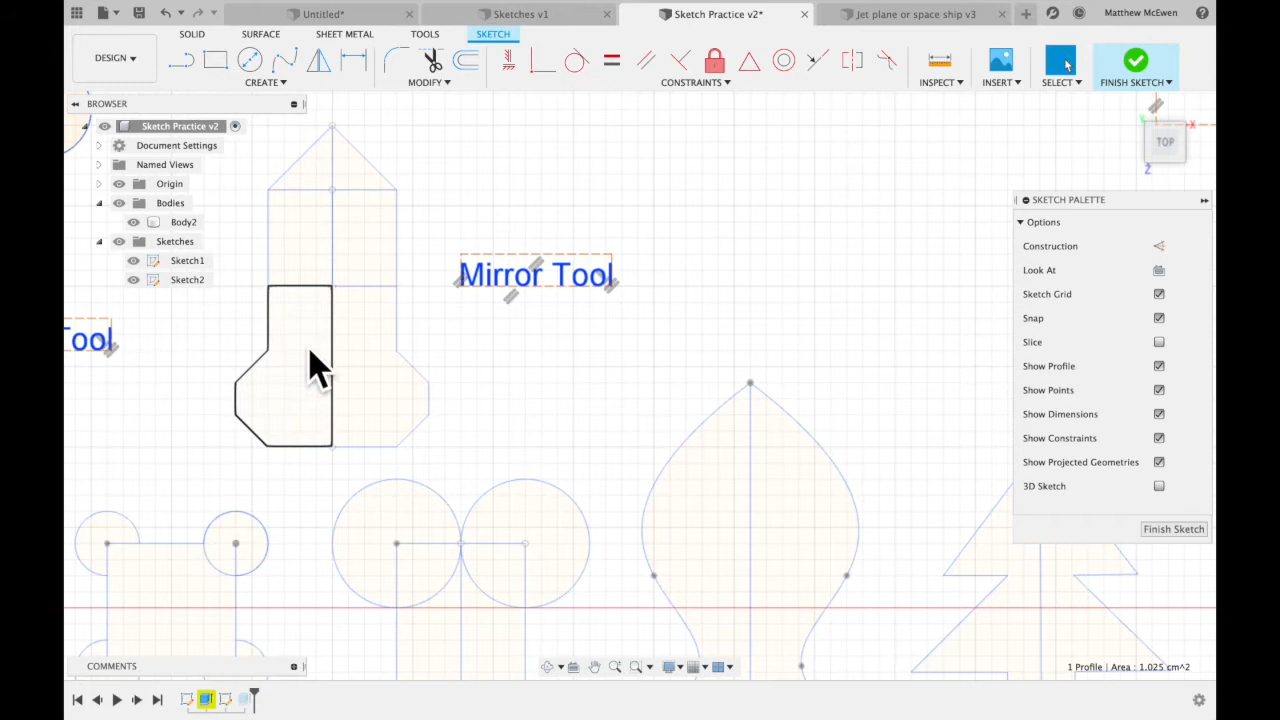 Untitled*
Sketches v1
Sketch Practice v2*
Jet plane or space ship v3
Matthew McEwen
DESIGN
SOLID
SURFACE
SHEET METAL
TOOLS
SKETCH
CREATE
MODIFY
CONSTRAINTS
INSPECT
INSERT
SELECT
FINISH SKETCH
BROWSER
Sketch Practice v2
Document Settings
Named Views
Origin
Bodies
Body2
Sketches
Sketch1
Sketch2
Mirror Tool
Tool
Y
X
TOP
Z
SKETCH PALETTE
Options
Construction
Look At
Sketch Grid
Snap
Slice
Show Profile
Show Points
Show Dimensions
Show Constraints
Show Projected Geometries
3D Sketch
Finish Sketch
COMMENTS
1 Profile | Area : 1.025 cm^2